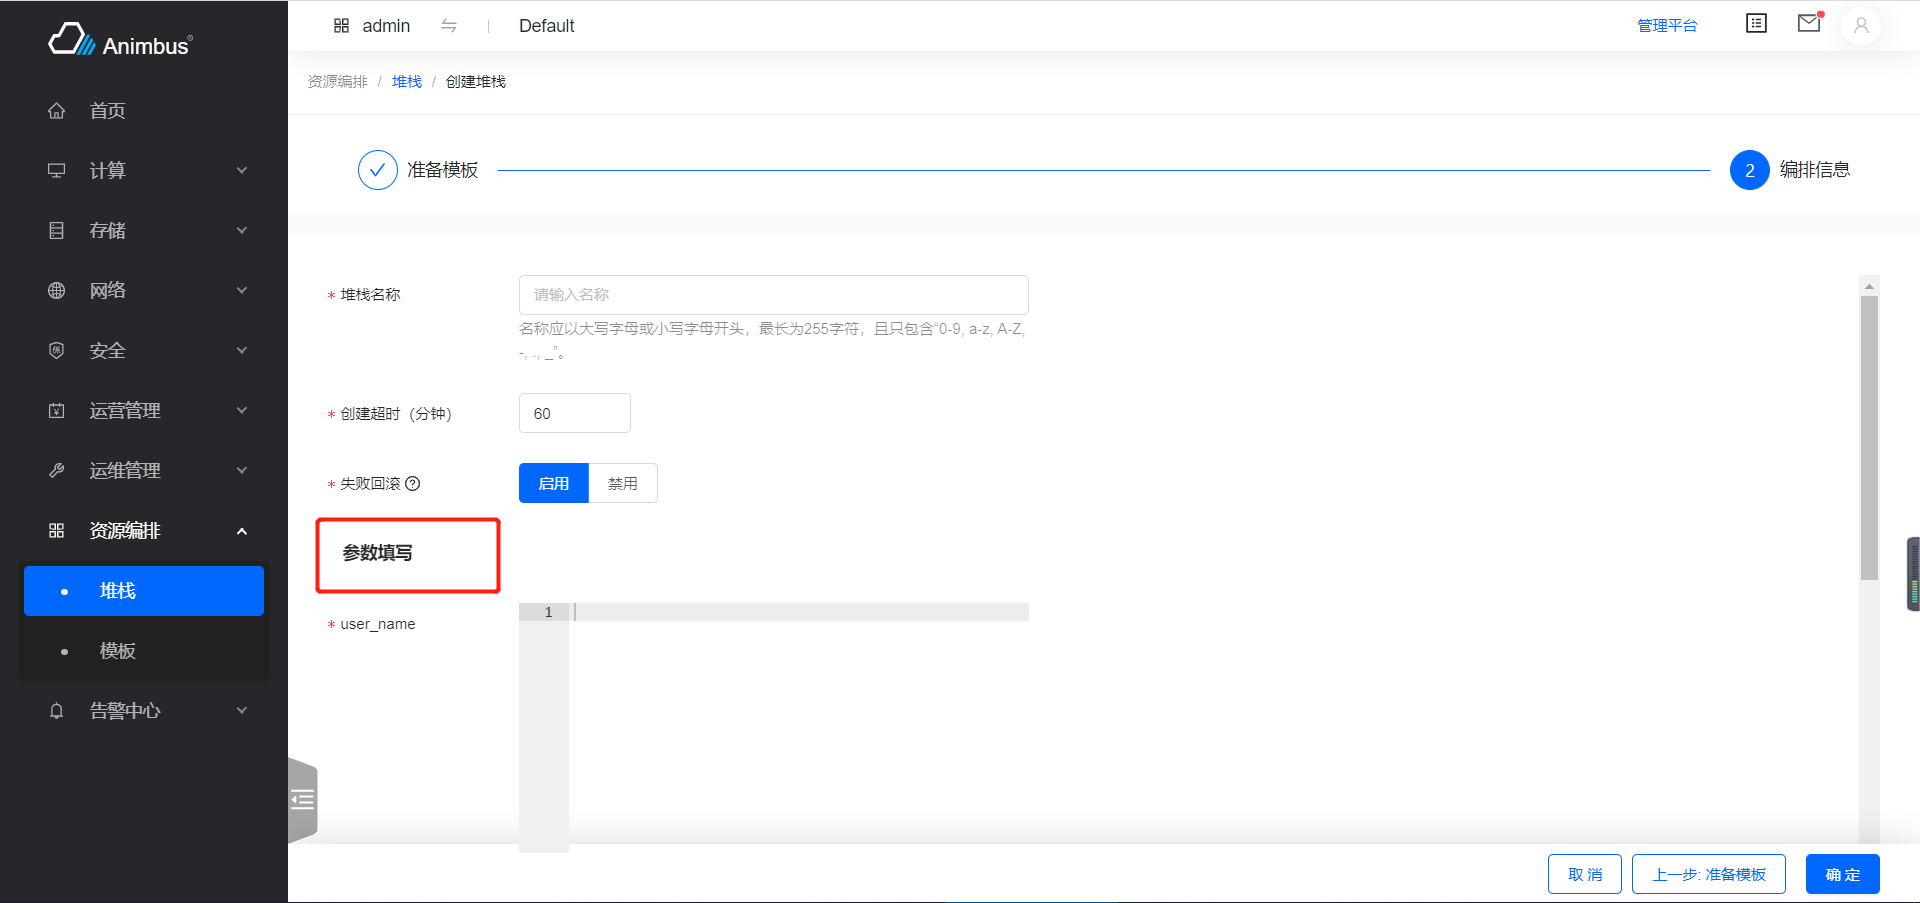 Animbus®
admin
Default
管理平台
资源编排 / 堆栈 / 创建堆栈
首页
计算
存储
网络
安全
运营管理
运维管理
资源编排
堆栈
模板
告警中心
准备模板
2 编排信息
* 堆栈名称
请输入名称
名称应以大写字母或小写字母开头，最长为255字符，且只包含“0-9, a-z, A-Z,
-, ., _”。
* 创建超时（分钟）
60
* 失败回滚
启用 禁用
参数填写
* user_name
1
取消
上一步: 准备模板
确定